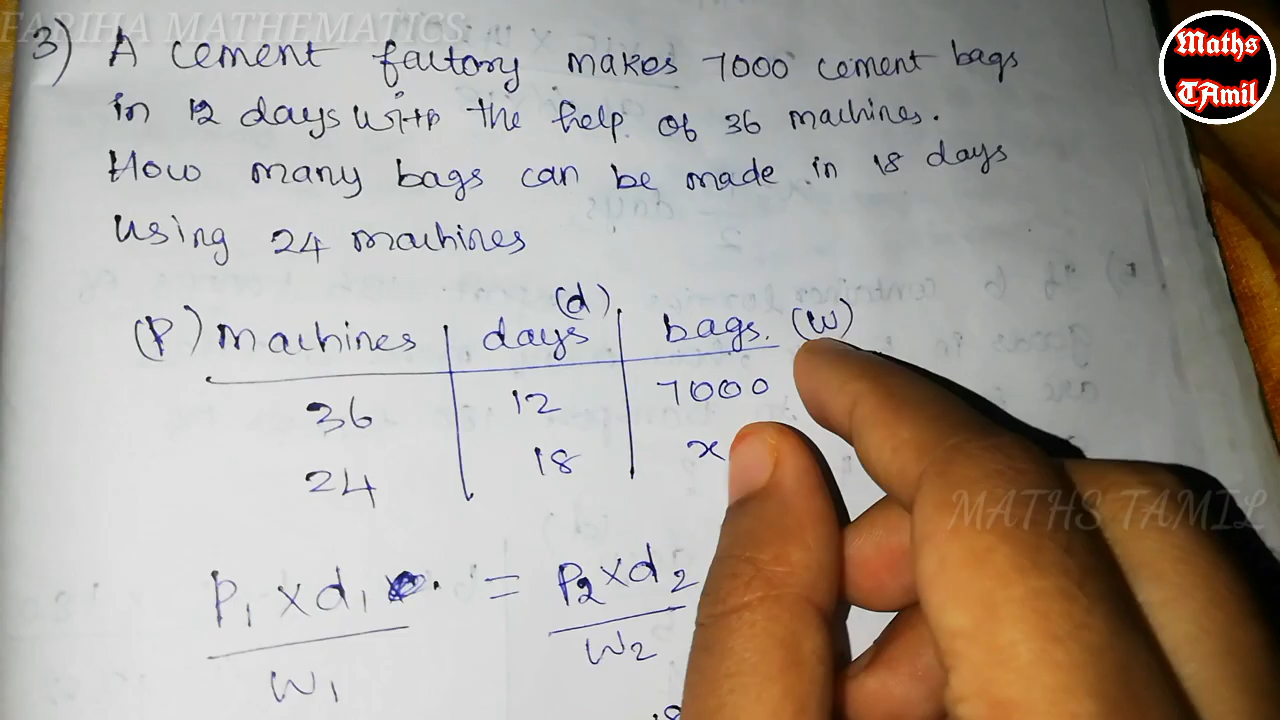 FARIHA MATHEMATICS
Maths
TAmil
3) A cement factory makes 7000 cement bags
in 12 days with the help of 36 machines.
How many bags can be made in 18 days
using 24 machines
(P) machines | days (d) | bags. (W)
36 | 12 | 7000
24 | 18 | x
P1 x d1 = P2 x d2
W1 W2
MATHS TAMIL